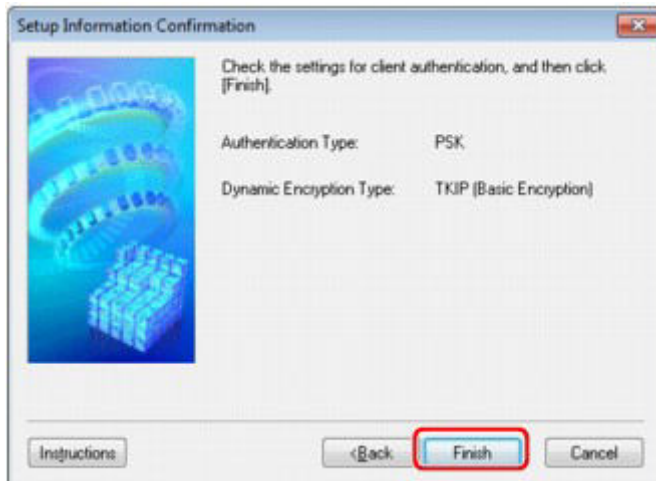 Setup Information Confirmation
Check the settings for client authentication, and then click
[Finish].
Authentication Type: PSK
Dynamic Encryption Type: TKIP (Basic Encryption)
Instructions <Back Finish Cancel